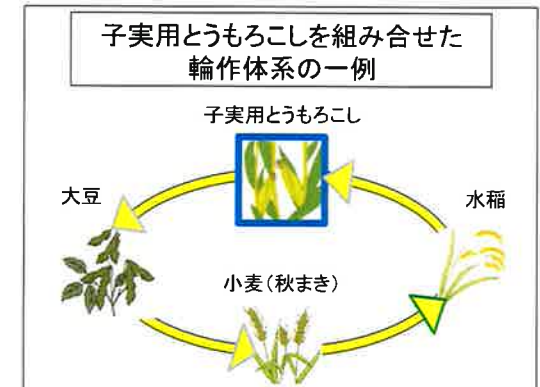 子実用とうもろこしを組み合せた
輪作体系の一例
子実用とうもろこし
大豆
水稲
小麦(秋まき)